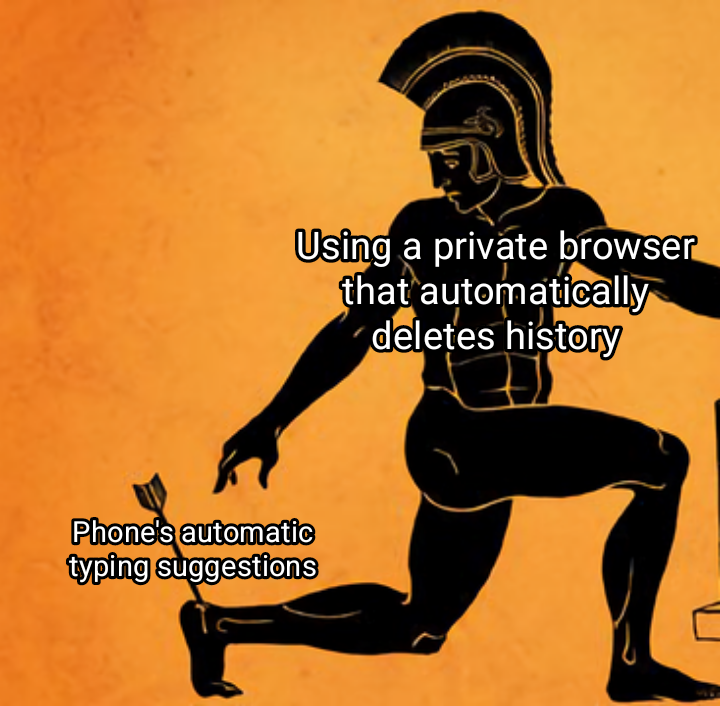 Using a private browser
that automatically
deletes history
Phone's automatic
typing suggestions